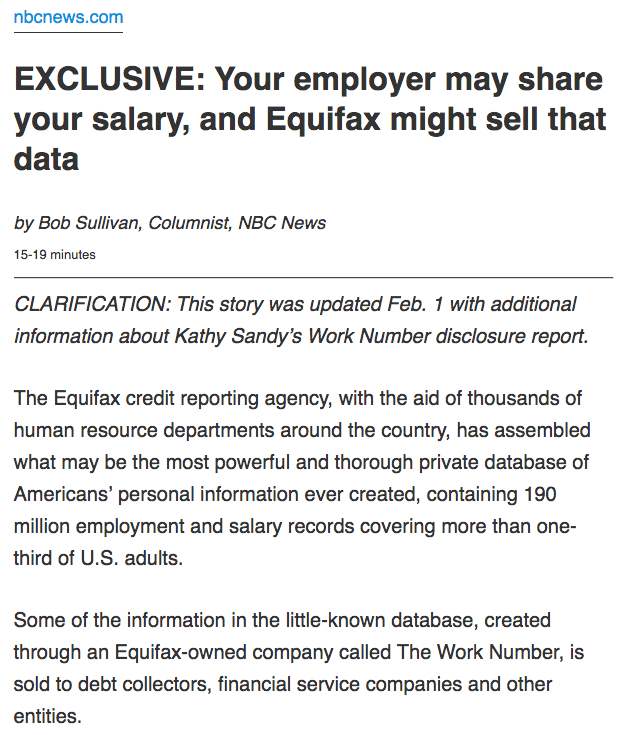 nbcnews.com
EXCLUSIVE: Your employer may share
your salary, and Equifax might sell that
data
by Bob Sullivan, Columnist, NBC News
15-19 minutes
CLARIFICATION: This story was updated Feb. 1 with additional
information about Kathy Sandy’s Work Number disclosure report.
The Equifax credit reporting agency, with the aid of thousands of
human resource departments around the country, has assembled
what may be the most powerful and thorough private database of
Americans’ personal information ever created, containing 190
million employment and salary records covering more than one-
third of U.S. adults.
Some of the information in the little-known database, created
through an Equifax-owned company called The Work Number, is
sold to debt collectors, financial service companies and other
entities.